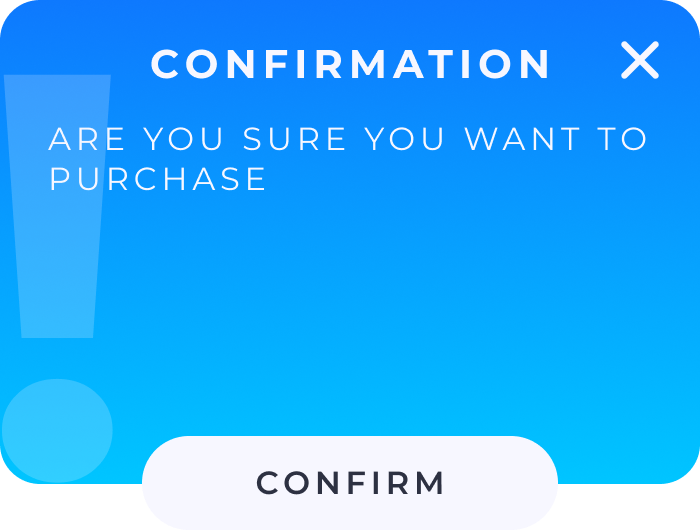 CONFIRMATION
ARE YOU SURE YOU WANT TO
PURCHASE
CONFIRM